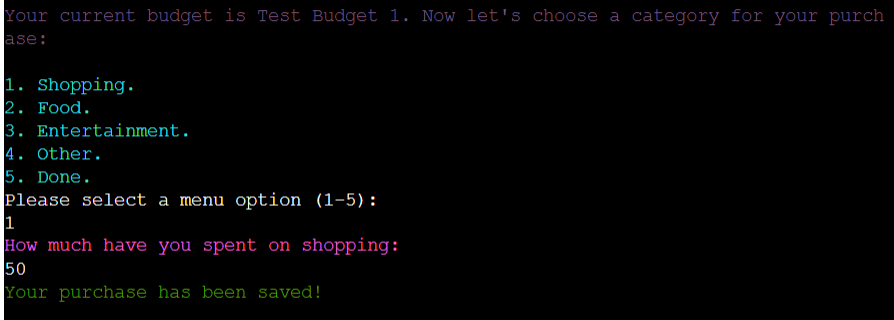 Your current budget is Test Budget 1. Now let's choose a category for your purch
ase:
1. Shopping.
2. Food.
3. Entertainment.
4. Other.
5. Done.
Please select a menu option (1-5):
1
How much have you spent on shopping:
50
Your purchase has been saved!